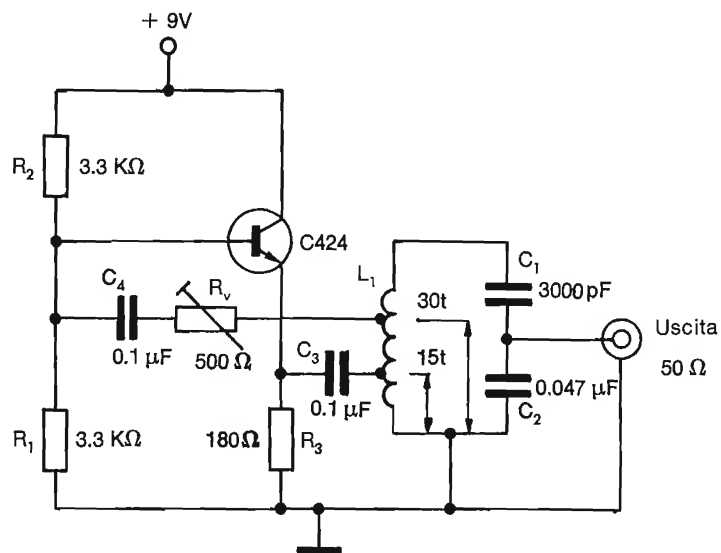 + 9V
R₂
3.3 KΩ
C424
C₄
Rᵥ
L₁
30t
C₁
3000 pF
Uscita
50 Ω
0.1 µF
500 Ω
C₃
15t
0.047 µF
C₂
0.1 µF
R₁
3.3 KΩ
180Ω
R₃